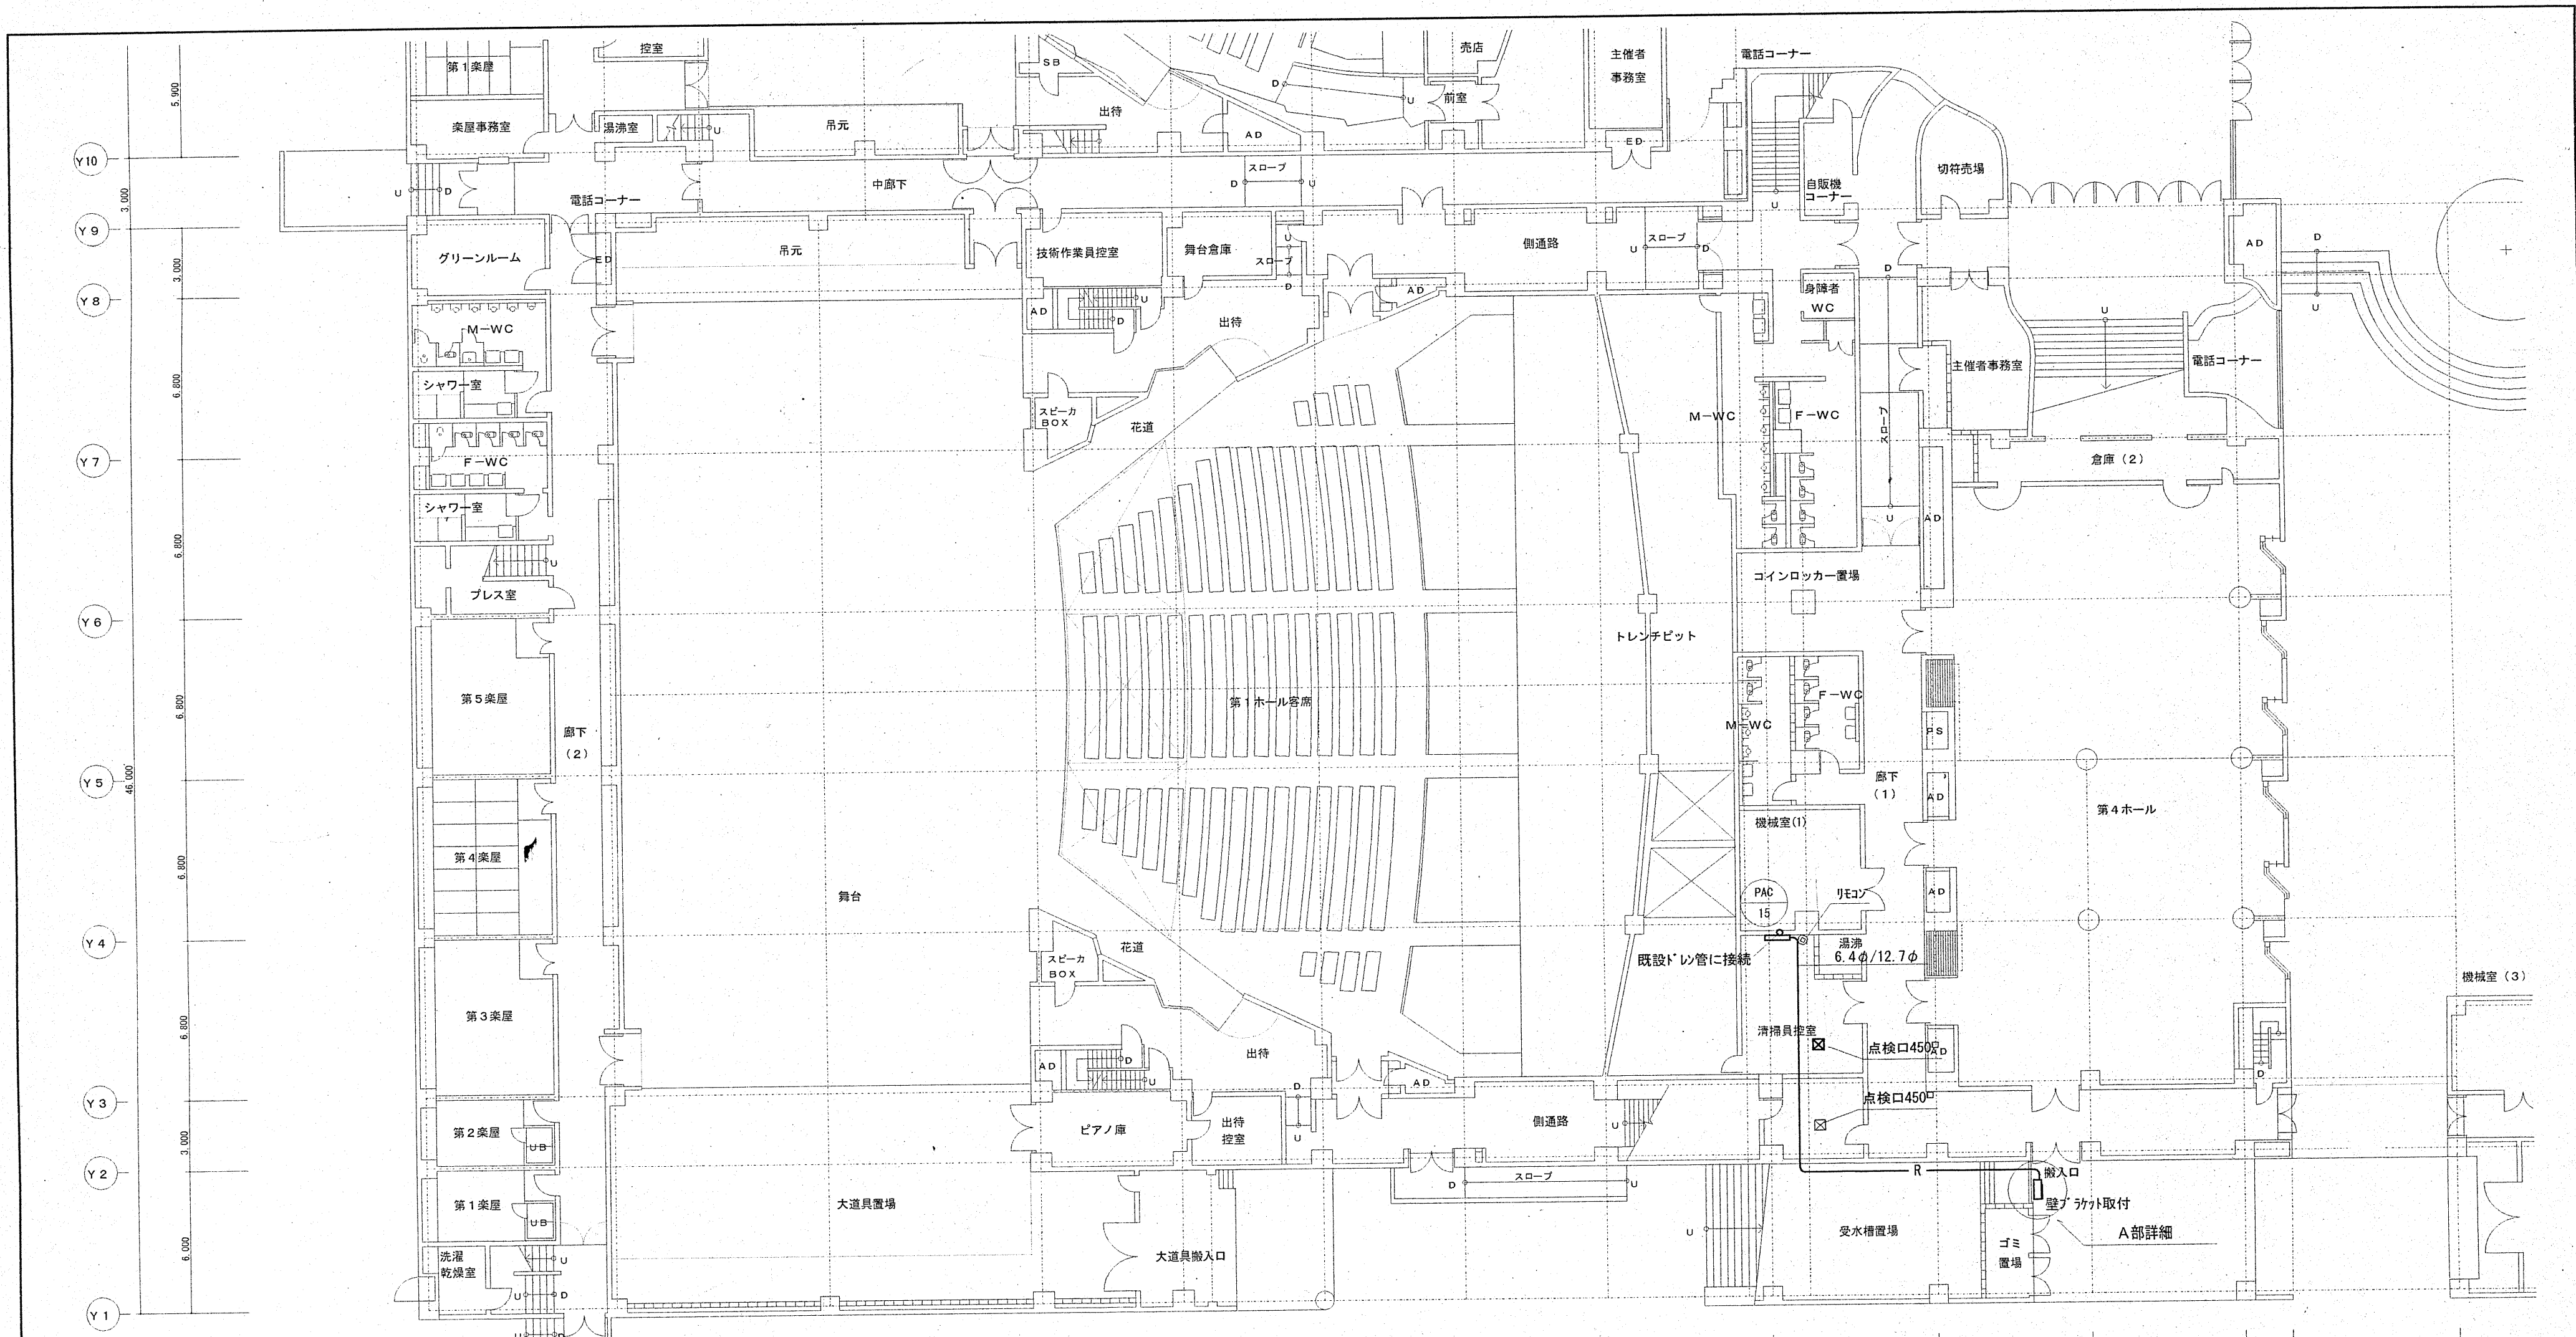 控室
第1楽屋
SB
D
U
売店
主催者
事務室
電話コーナー
5,900
楽屋事務室
湯沸室
U
吊元
出待
AD
前室
ED
Y10
3,000
U
D
中廊下
スロープ
D
U
自販機
コーナー
U
切符売場
電話コーナー
Y9
グリーンルーム
ED
吊元
技術作業員控室
舞台倉庫
U
スロープ
D
側通路
U
スロープ
D
AD
D
U
3,000
Y8
M-WC
AD
U
D
出待
AD
身障者
WC
D
U
6,800
シャワー室
スピーカ
BOX
花道
M-WC
F-WC
スロープ
主催者事務室
電話コーナー
Y7
F-WC
倉庫(2)
シャワー室
U
AD
6,800
U
プレス室
コインロッカー置場
Y6
トレンチピット
第5楽屋
第1ホール客席
F-WC
M-WC
PS
6,800
廊下
(2)
Y5
46,000
廊下
(1)
AD
第4ホール
機械室(1)
第4楽屋
6,800
舞台
PAC
15
リモコン
AD
Y4
花道
スピーカ
BOX
既設ドレン管に接続
湯沸
6.4φ/12.7φ
機械室(3)
第3楽屋
6,800
清掃員控室
点検口450□
AD
出待
AD
D
U
AD
D
Y3
点検口450□
第2楽屋
UB
3,000
ピアノ庫
出待
控室
D
U
側通路
U
Y2
D
スロープ
U
R
搬入口
壁ブラケット取付
第1楽屋
UB
大道具置場
U
受水槽置場
A部詳細
6,000
洗濯
乾燥室
U
U
D
大道具搬入口
ゴミ
置場
Y1
U
D